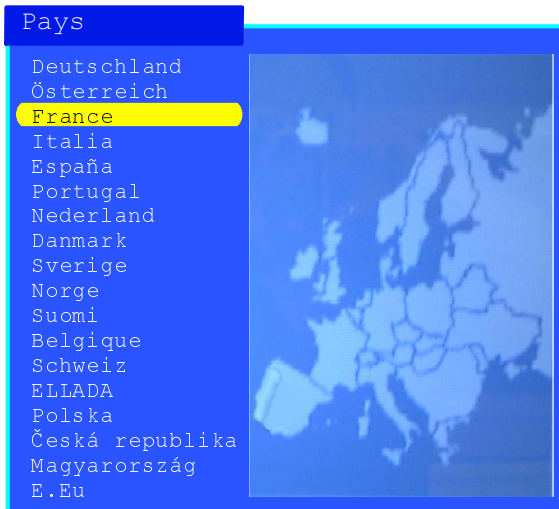 Pays
Deutschland
Österreich
France
Italia
España
Portugal
Nederland
Danmark
Sverige
Norge
Suomi
Belgique
Schweiz
ELLADA
Polska
Česká republika
Magyarország
E.Eu